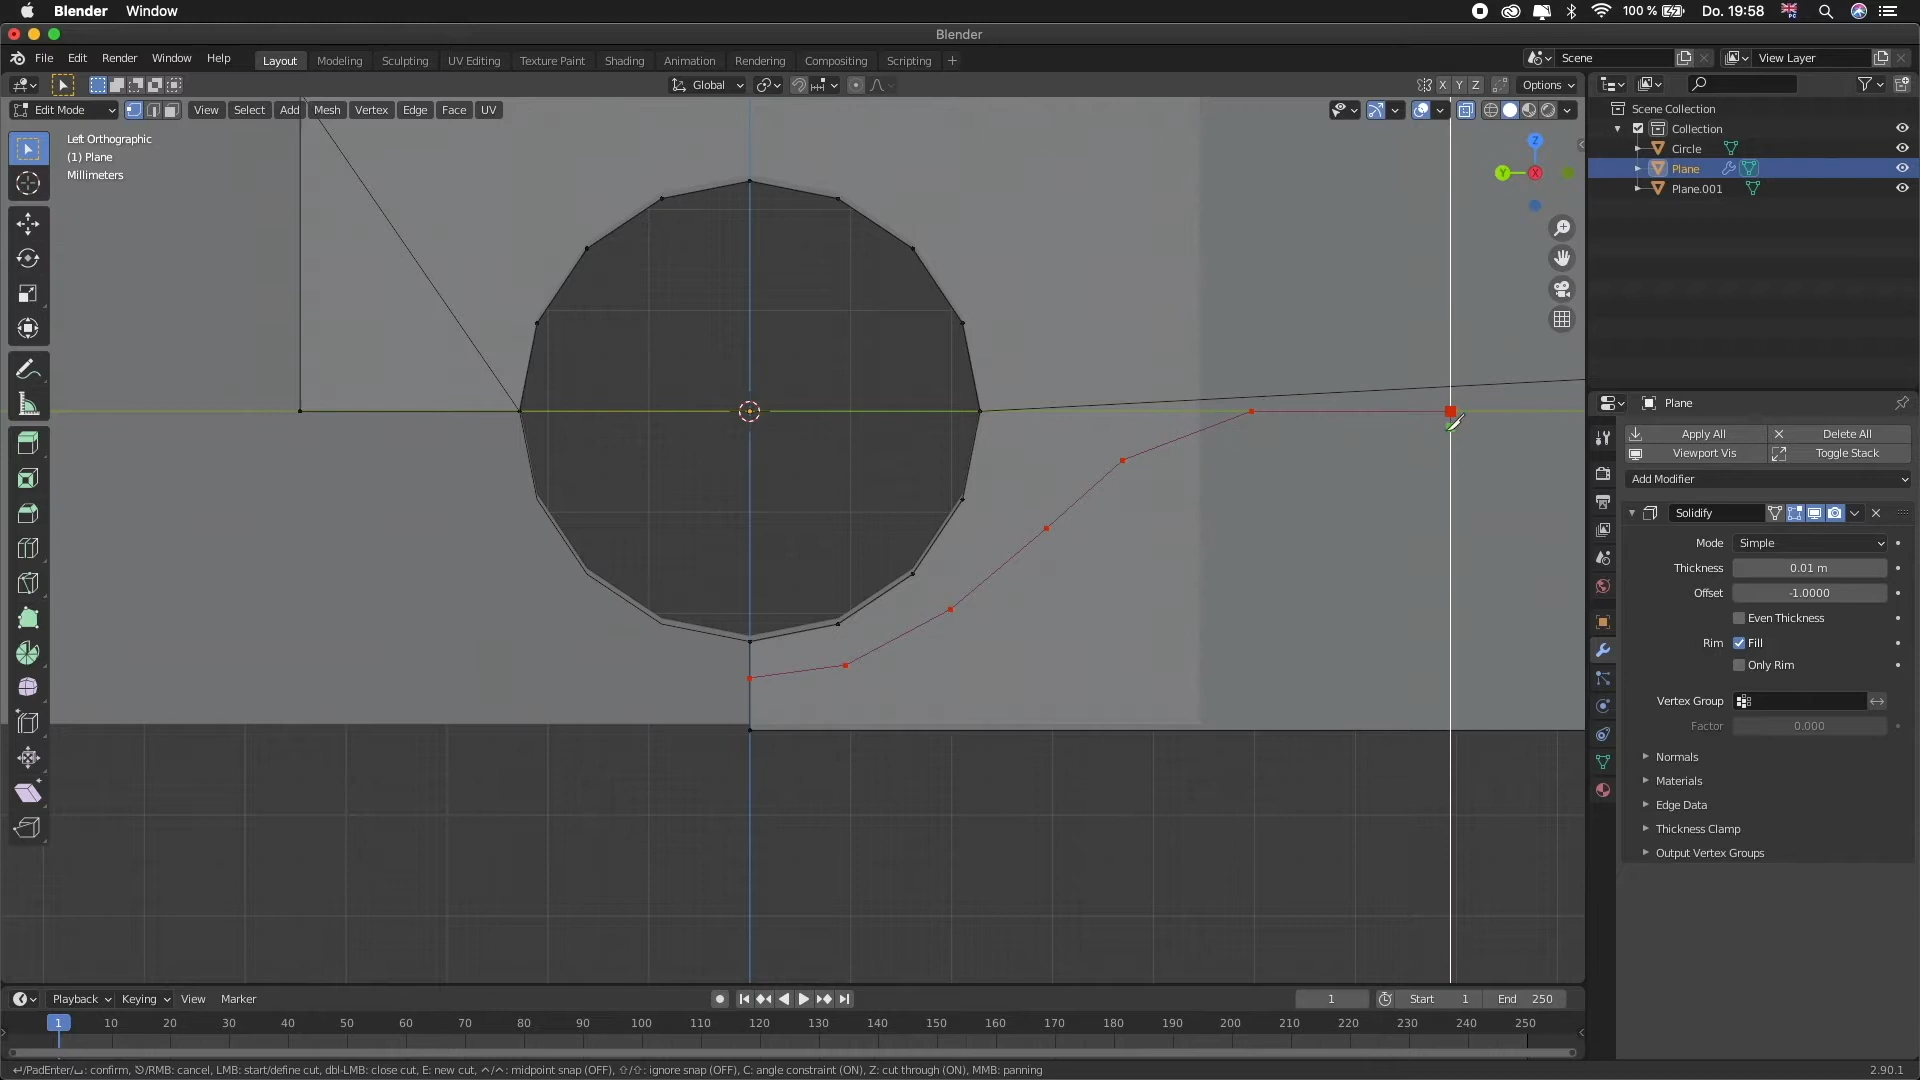 Blender Window 100 % Do. 19:58
Blender
File Edit Render Window Help Layout Modeling Sculpting UV Editing Texture Paint Shading Animation Rendering Compositing Scripting + Scene View Layer
Global X Y Z Options
Edit Mode View Select Add Mesh Vertex Edge Face UV
Left Orthographic
(1) Plane
Millimeters
Z
Y X
Scene Collection
Collection
Circle
Plane
Plane.001
Plane
Apply All Delete All
Viewport Vis Toggle Stack
Add Modifier
Solidify
Mode Simple
Thickness 0.01 m
Offset -1.0000
Even Thickness
Rim Fill
Only Rim
Vertex Group
Factor 0.000
Normals
Materials
Edge Data
Thickness Clamp
Output Vertex Groups
Playback Keying View Marker 1 Start 1 End 250
1 10 20 30 40 50 60 70 80 90 100 110 120 130 140 150 160 170 180 190 200 210 220 230 240 250
↵/PadEnter/⎵: confirm, ⎋/RMB: cancel, LMB: start/define cut, dbl-LMB: close cut, E: new cut, ^/^: midpoint snap (OFF), ⇧/⇧: ignore snap (OFF), C: angle constraint (ON), Z: cut through (ON), MMB: panning 2.90.1